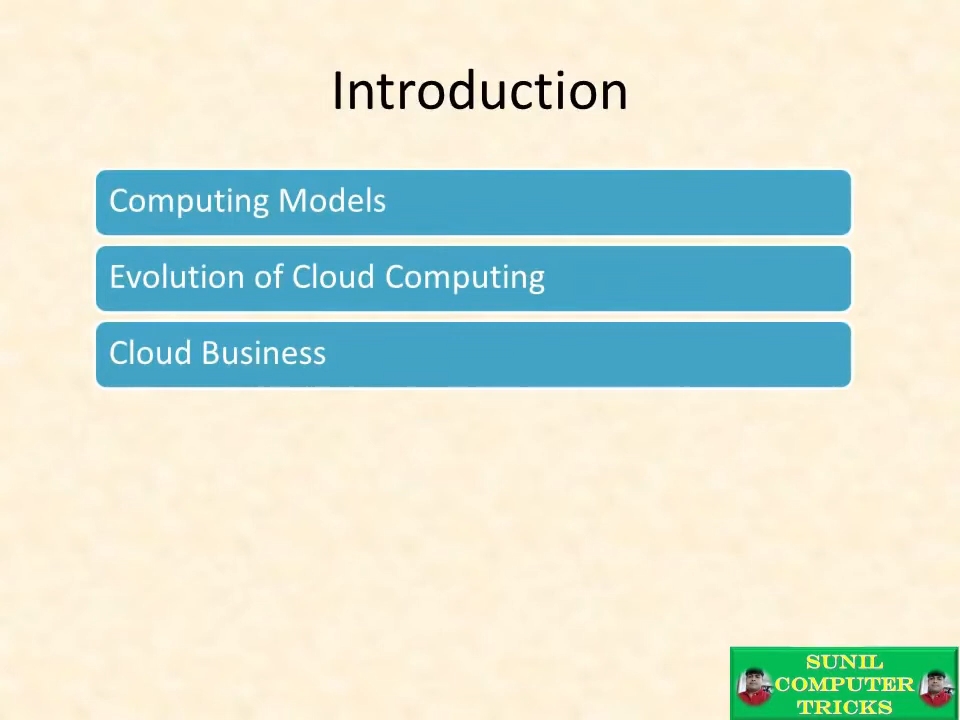 Introduction
Computing Models
Evolution of Cloud Computing
Cloud Business
SUNIL
COMPUTER
TRICKS